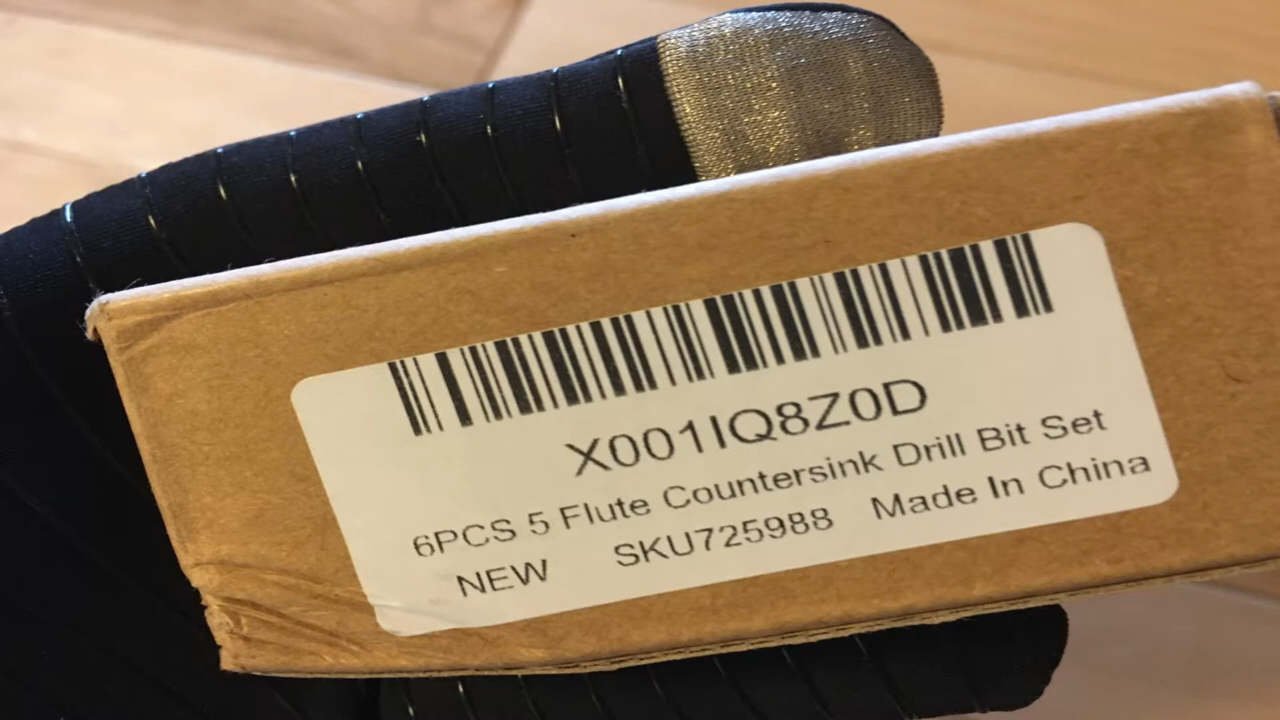 X001IQ8Z0D
6PCS 5 Flute Countersink Drill Bit Set
NEW SKU725988 Made In China